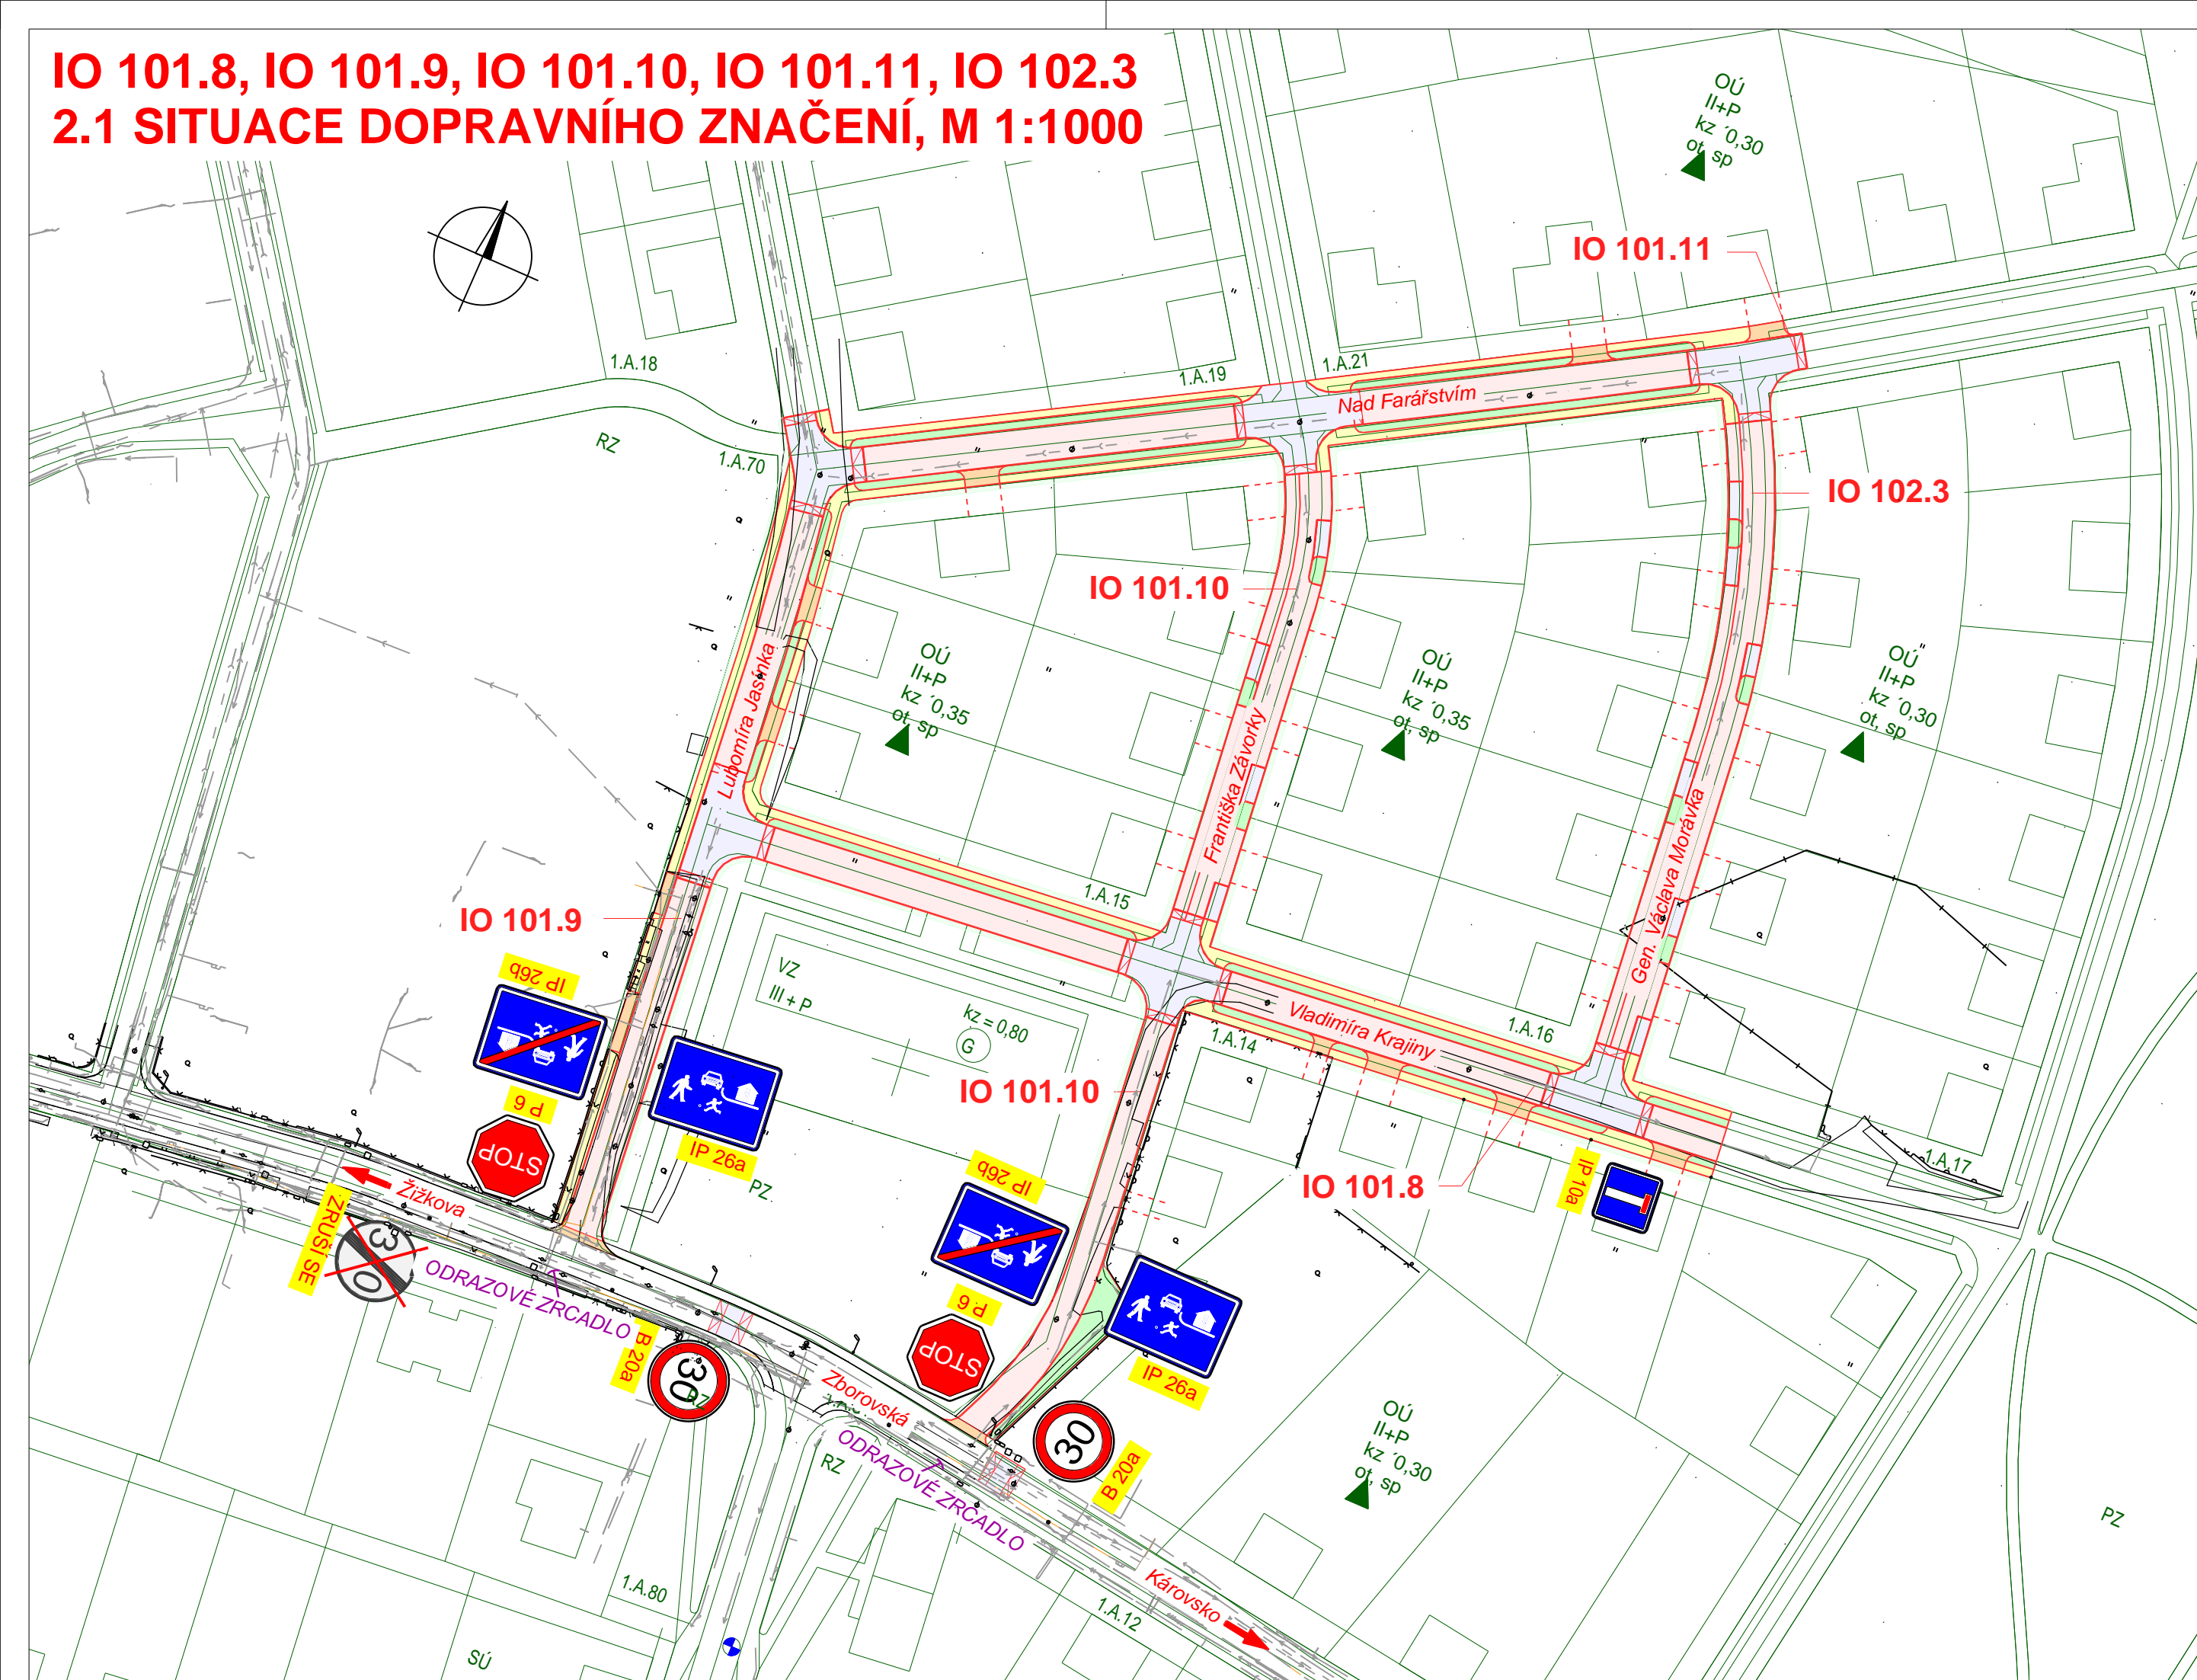 IO 101.8, IO 101.9, IO 101.10, IO 101.11, IO 102.3
2.1 SITUACE DOPRAVNÍHO ZNAČENÍ, M 1:1000
OÚ
II+P
kz ´0,30
ot, sp
IO 101.11
1.A.18
1.A.19
1.A.21
Nad Farářstvím
RZ
1.A.70
IO 102.3
IO 101.10
OÚ
II+P
kz ´0,35
ot, sp
OÚ
II+P
kz ´0,35
ot, sp
OÚ
II+P
kz ´0,30
ot, sp
Lubomíra Jasínka
Františka Závorky
Gen. Václava Morávka
1.A.15
IO 101.9
VZ
III + P
kz = 0,80
G
IP 26b
Vladimíra Krajiny
1.A.14
1.A.16
IO 101.10
P 6
STOP
IP 26a
PZ
IP 26b
IO 101.8
IP 10a
1.A.17
Žižkova
ZRUŠÍ SE
30
ODRAZOVÉ ZRCADLO
B 20a
30
RZ
P 6
STOP
IP 26a
Zborovská
ODRAZOVÉ ZRCADLO
RZ
30
B 20a
OÚ
II+P
kz ´0,30
ot, sp
PZ
Károvsko
1.A.80
1.A.12
SÚ